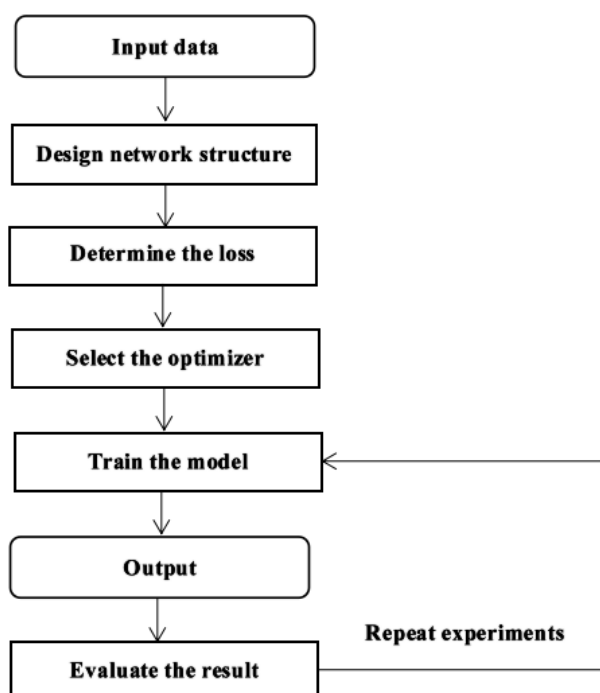 Input data
Design network structure
Determine the loss
Select the optimizer
Train the model
Output
Repeat experiments
Evaluate the result